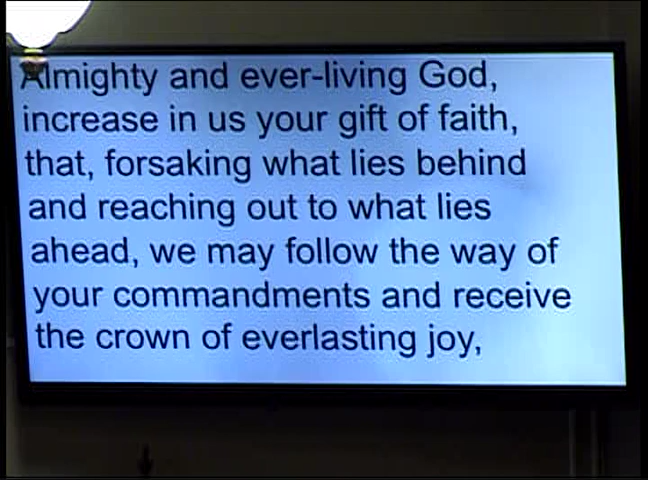 Almighty and ever-living God,
increase in us your gift of faith,
that, forsaking what lies behind
and reaching out to what lies
ahead, we may follow the way of
your commandments and receive
the crown of everlasting joy,